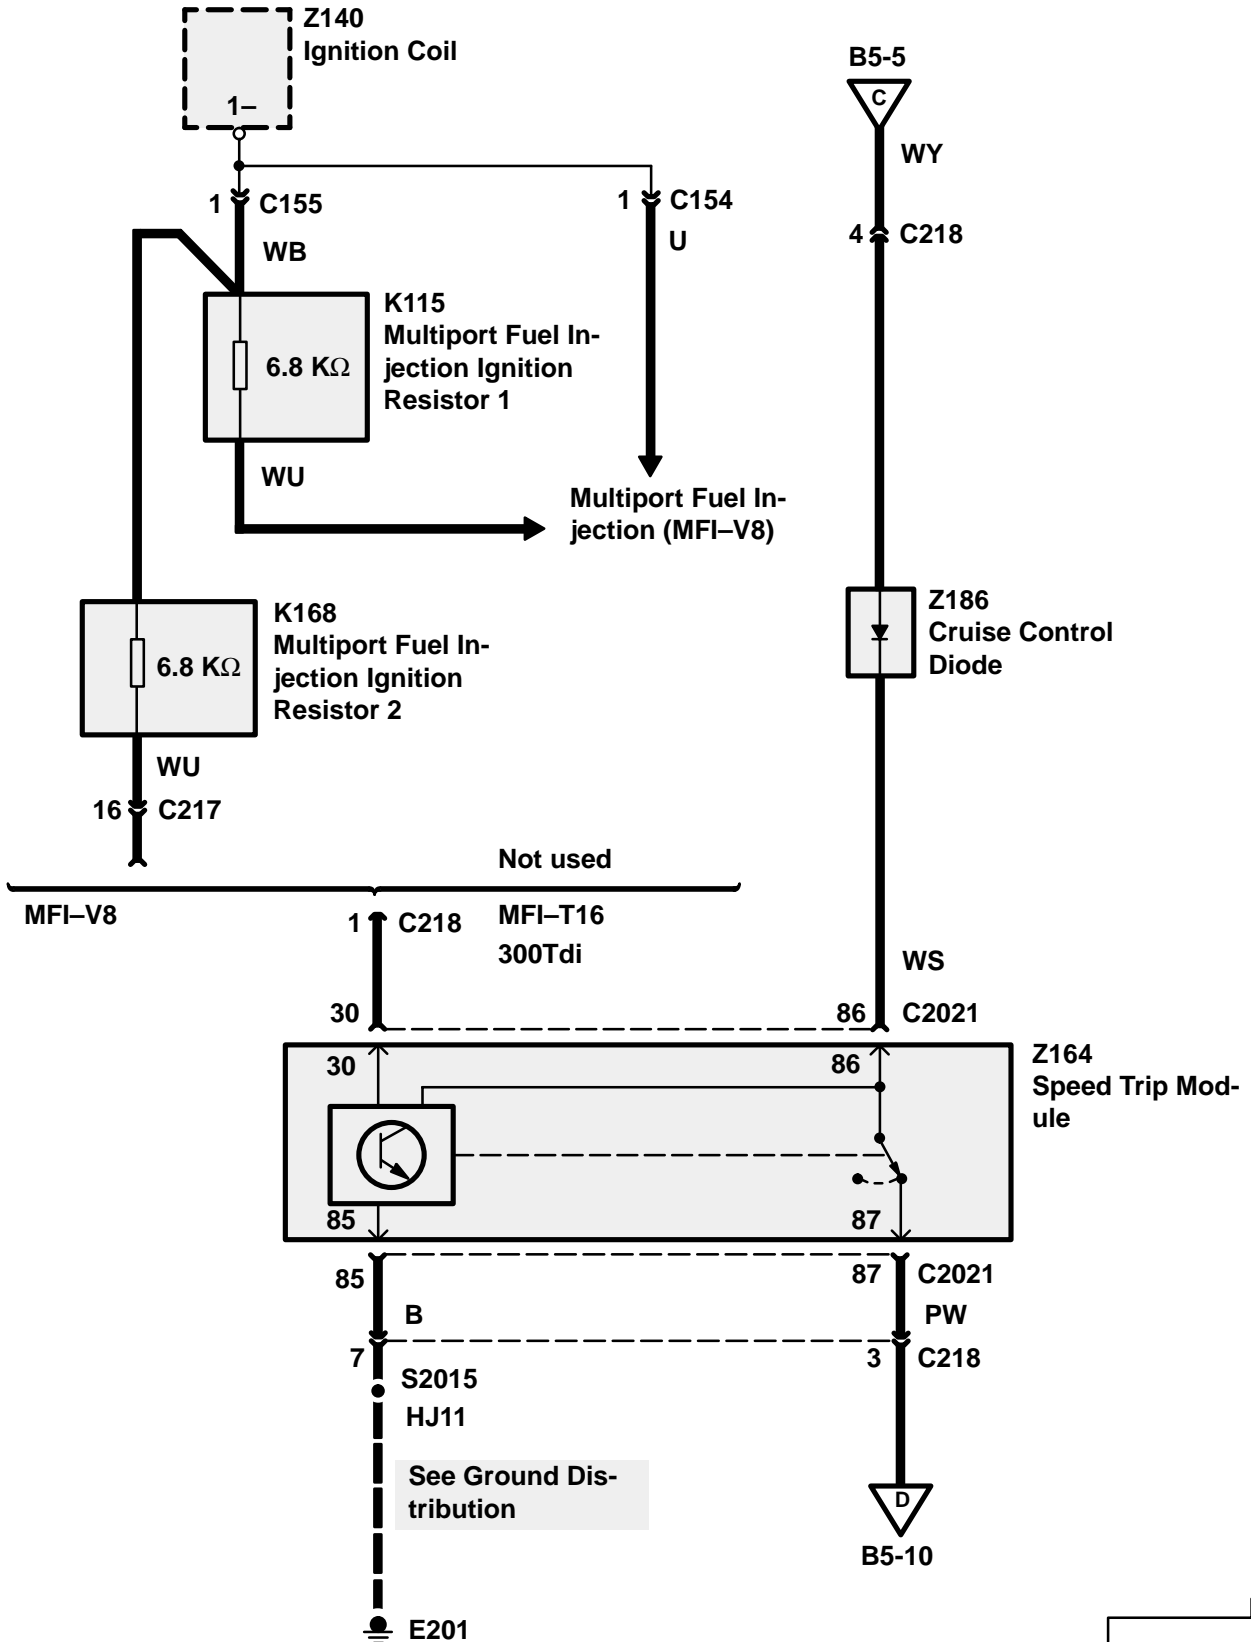 Z140
Ignition Coil
1–
B5-5
C
WY
1 C155
1 C154
WB
U
4 C218
K115
Multiport Fuel In-
jection Ignition
Resistor 1
6.8 KΩ
WU
Multiport Fuel In-
jection (MFI–V8)
K168
Multiport Fuel In-
jection Ignition
Resistor 2
6.8 KΩ
Z186
Cruise Control
Diode
WU
16 C217
Not used
MFI–V8
1 C218
MFI–T16
300Tdi
WS
30
86 C2021
30
86
Z164
Speed Trip Mod-
ule
85
87
85
87 C2021
B
PW
7
3 C218
S2015
HJ11
See Ground Dis-
tribution
D
B5-10
E201